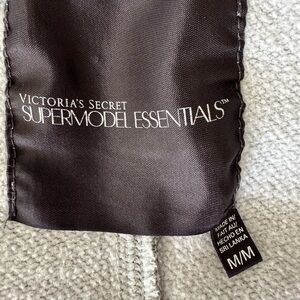 VICTORIA'S SECRET
SUPERMODEL ESSENTIALS™
MADE IN/
FAIT AU/
HECHO EN
SRI LANKA
M/M